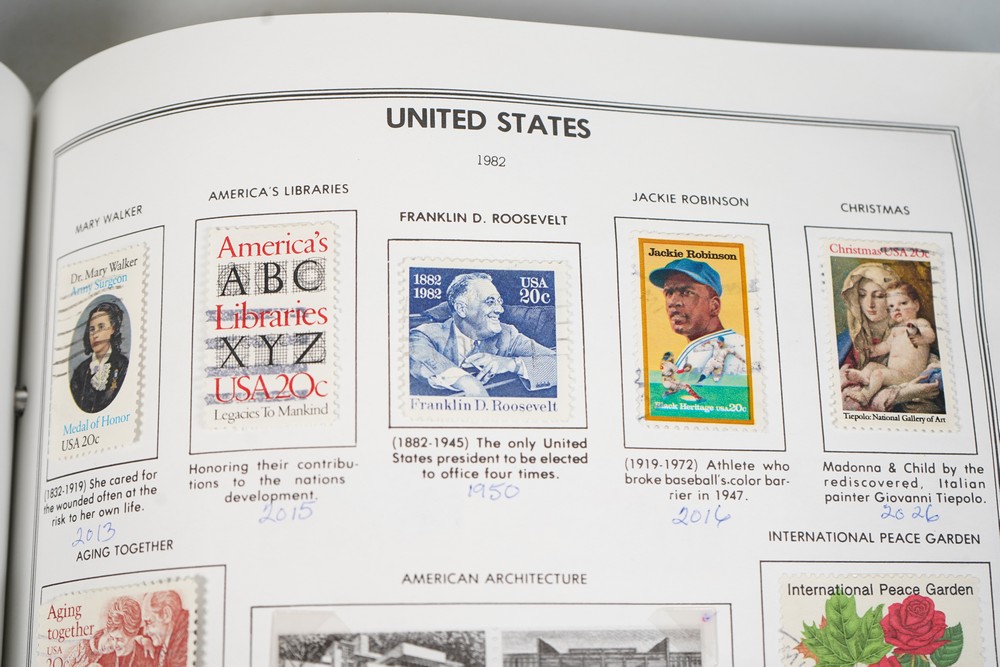 UNITED STATES
1982
MARY WALKER
Dr. Mary Walker
Army Surgeon
Medal of Honor
USA 20c
(1832-1919) She cared for
the wounded often at the
risk to her own life.
2013
AMERICA'S LIBRARIES
America's
ABC
Libraries
XYZ
USA 20c
Legacies To Mankind
Honoring their contribu-
tions to the nations
development.
2015
FRANKLIN D. ROOSEVELT
1882
1982
USA
20c
Franklin D. Roosevelt
(1882-1945) The only United
States president to be elected
to office four times.
1950
JACKIE ROBINSON
Jackie Robinson
Black Heritage USA 20c
(1919-1972) Athlete who
broke baseball's.color bar-
rier in 1947.
2016
CHRISTMAS
Christmas USA 20c
Tiepolo: National Gallery of Art
Madonna & Child by the
rediscovered, Italian
painter Giovanni Tiepolo.
2026
AGING TOGETHER
Aging
together
USA
20c
AMERICAN ARCHITECTURE
INTERNATIONAL PEACE GARDEN
International Peace Garden